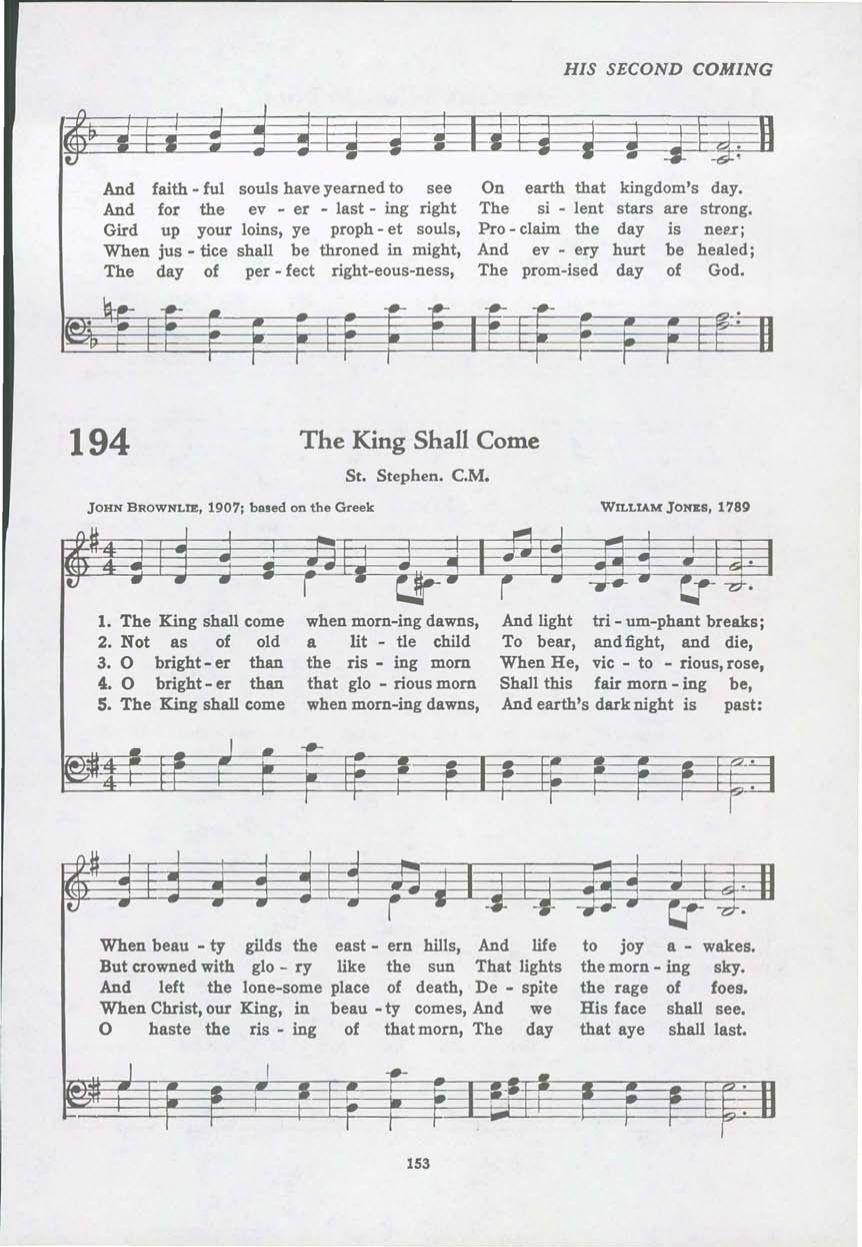 HIS SECOND COMING
And faith - ful souls have yearned to see On earth that kingdom's day.
And for the ev - er - last - ing right The si - lent stars are strong.
Gird up your loins, ye proph - et souls, Pro - claim the day is near;
When jus - tice shall be throned in might, And ev - ery hurt be healed;
The day of per - fect right-eous-ness, The prom-ised day of God.
194 The King Shall Come
St. Stephen. C.M.
JOHN BROWNLIE, 1907; based on the Greek WILLIAM JONES, 1789
4
4
1. The King shall come when morn-ing dawns, And light tri - um-phant breaks;
2. Not as of old a lit - tle child To bear, and fight, and die,
3. O bright - er than the ris - ing morn When He, vic - to - rious, rose,
4. O bright - er than that glo - rious morn Shall this fair morn - ing be,
5. The King shall come when morn-ing dawns, And earth's dark night is past:
4
4
When beau - ty gilds the east - ern hills, And life to joy a - wakes.
But crowned with glo - ry like the sun That lights the morn - ing sky.
And left the lone-some place of death, De - spite the rage of foes.
When Christ, our King, in beau - ty comes, And we His face shall see.
O haste the ris - ing of that morn, The day that aye shall last.
153